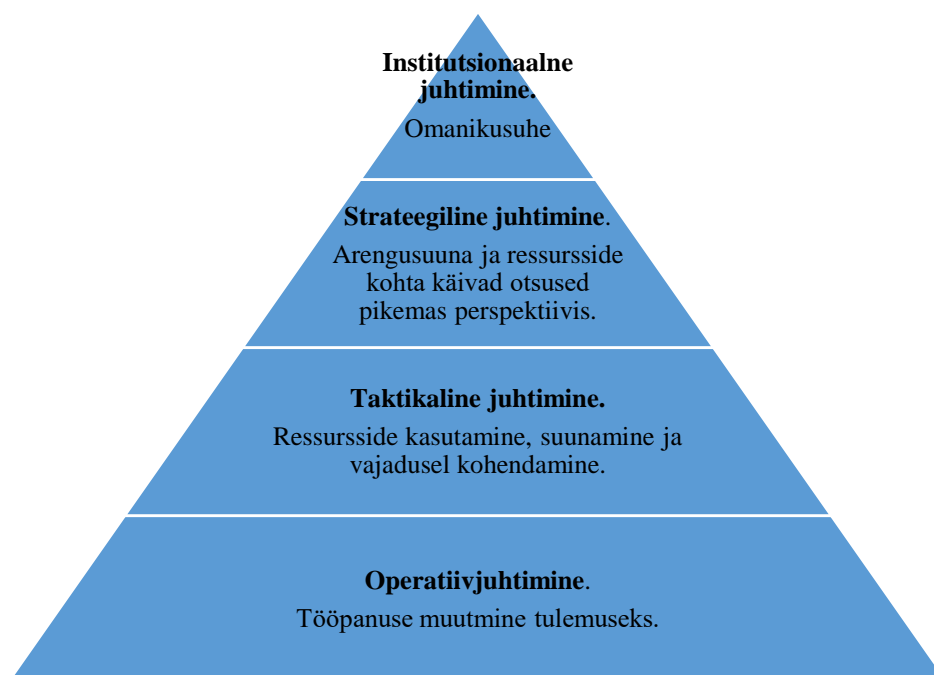 Institutsionaalne
juhtimine.
Omanikusuhe
Strateegiline juhtimine.
Arengusuuna ja ressursside
kohta käivad otsused
pikemas perspektiivis.
Taktikaline juhtimine.
Ressursside kasutamine, suunamine ja
vajadusel kohendamine.
Operatiivjuhtimine.
Tööpanuse muutmine tulemuseks.